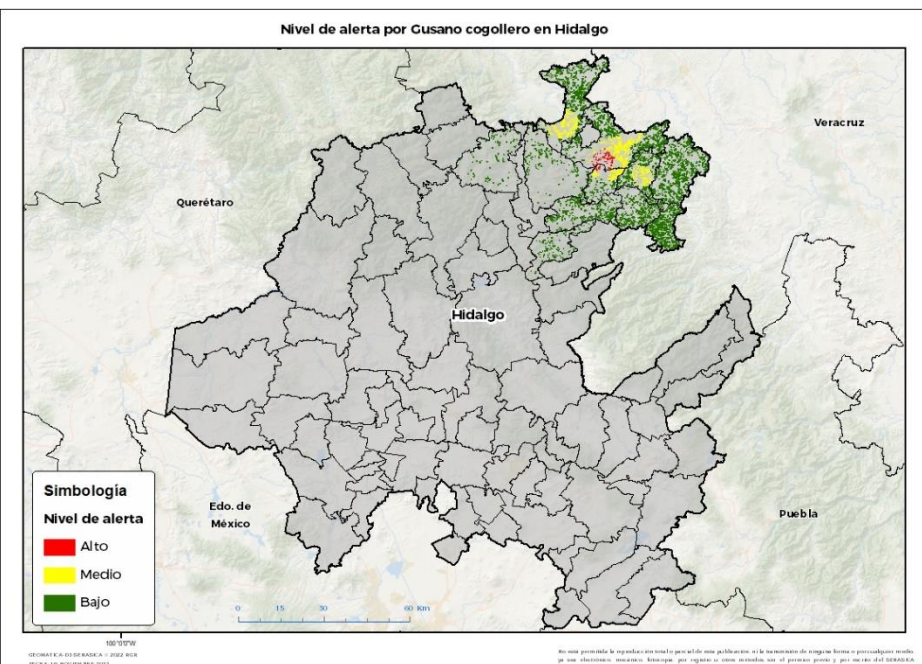 Nivel de alerta por Gusano cogollero en Hidalgo
Veracruz
Querétaro
Hidalgo
Simbología
Nivel de alerta
Alto
Medio
Bajo
Edo. de
México
Puebla
0 15 30 60 Km
100°0'0"W